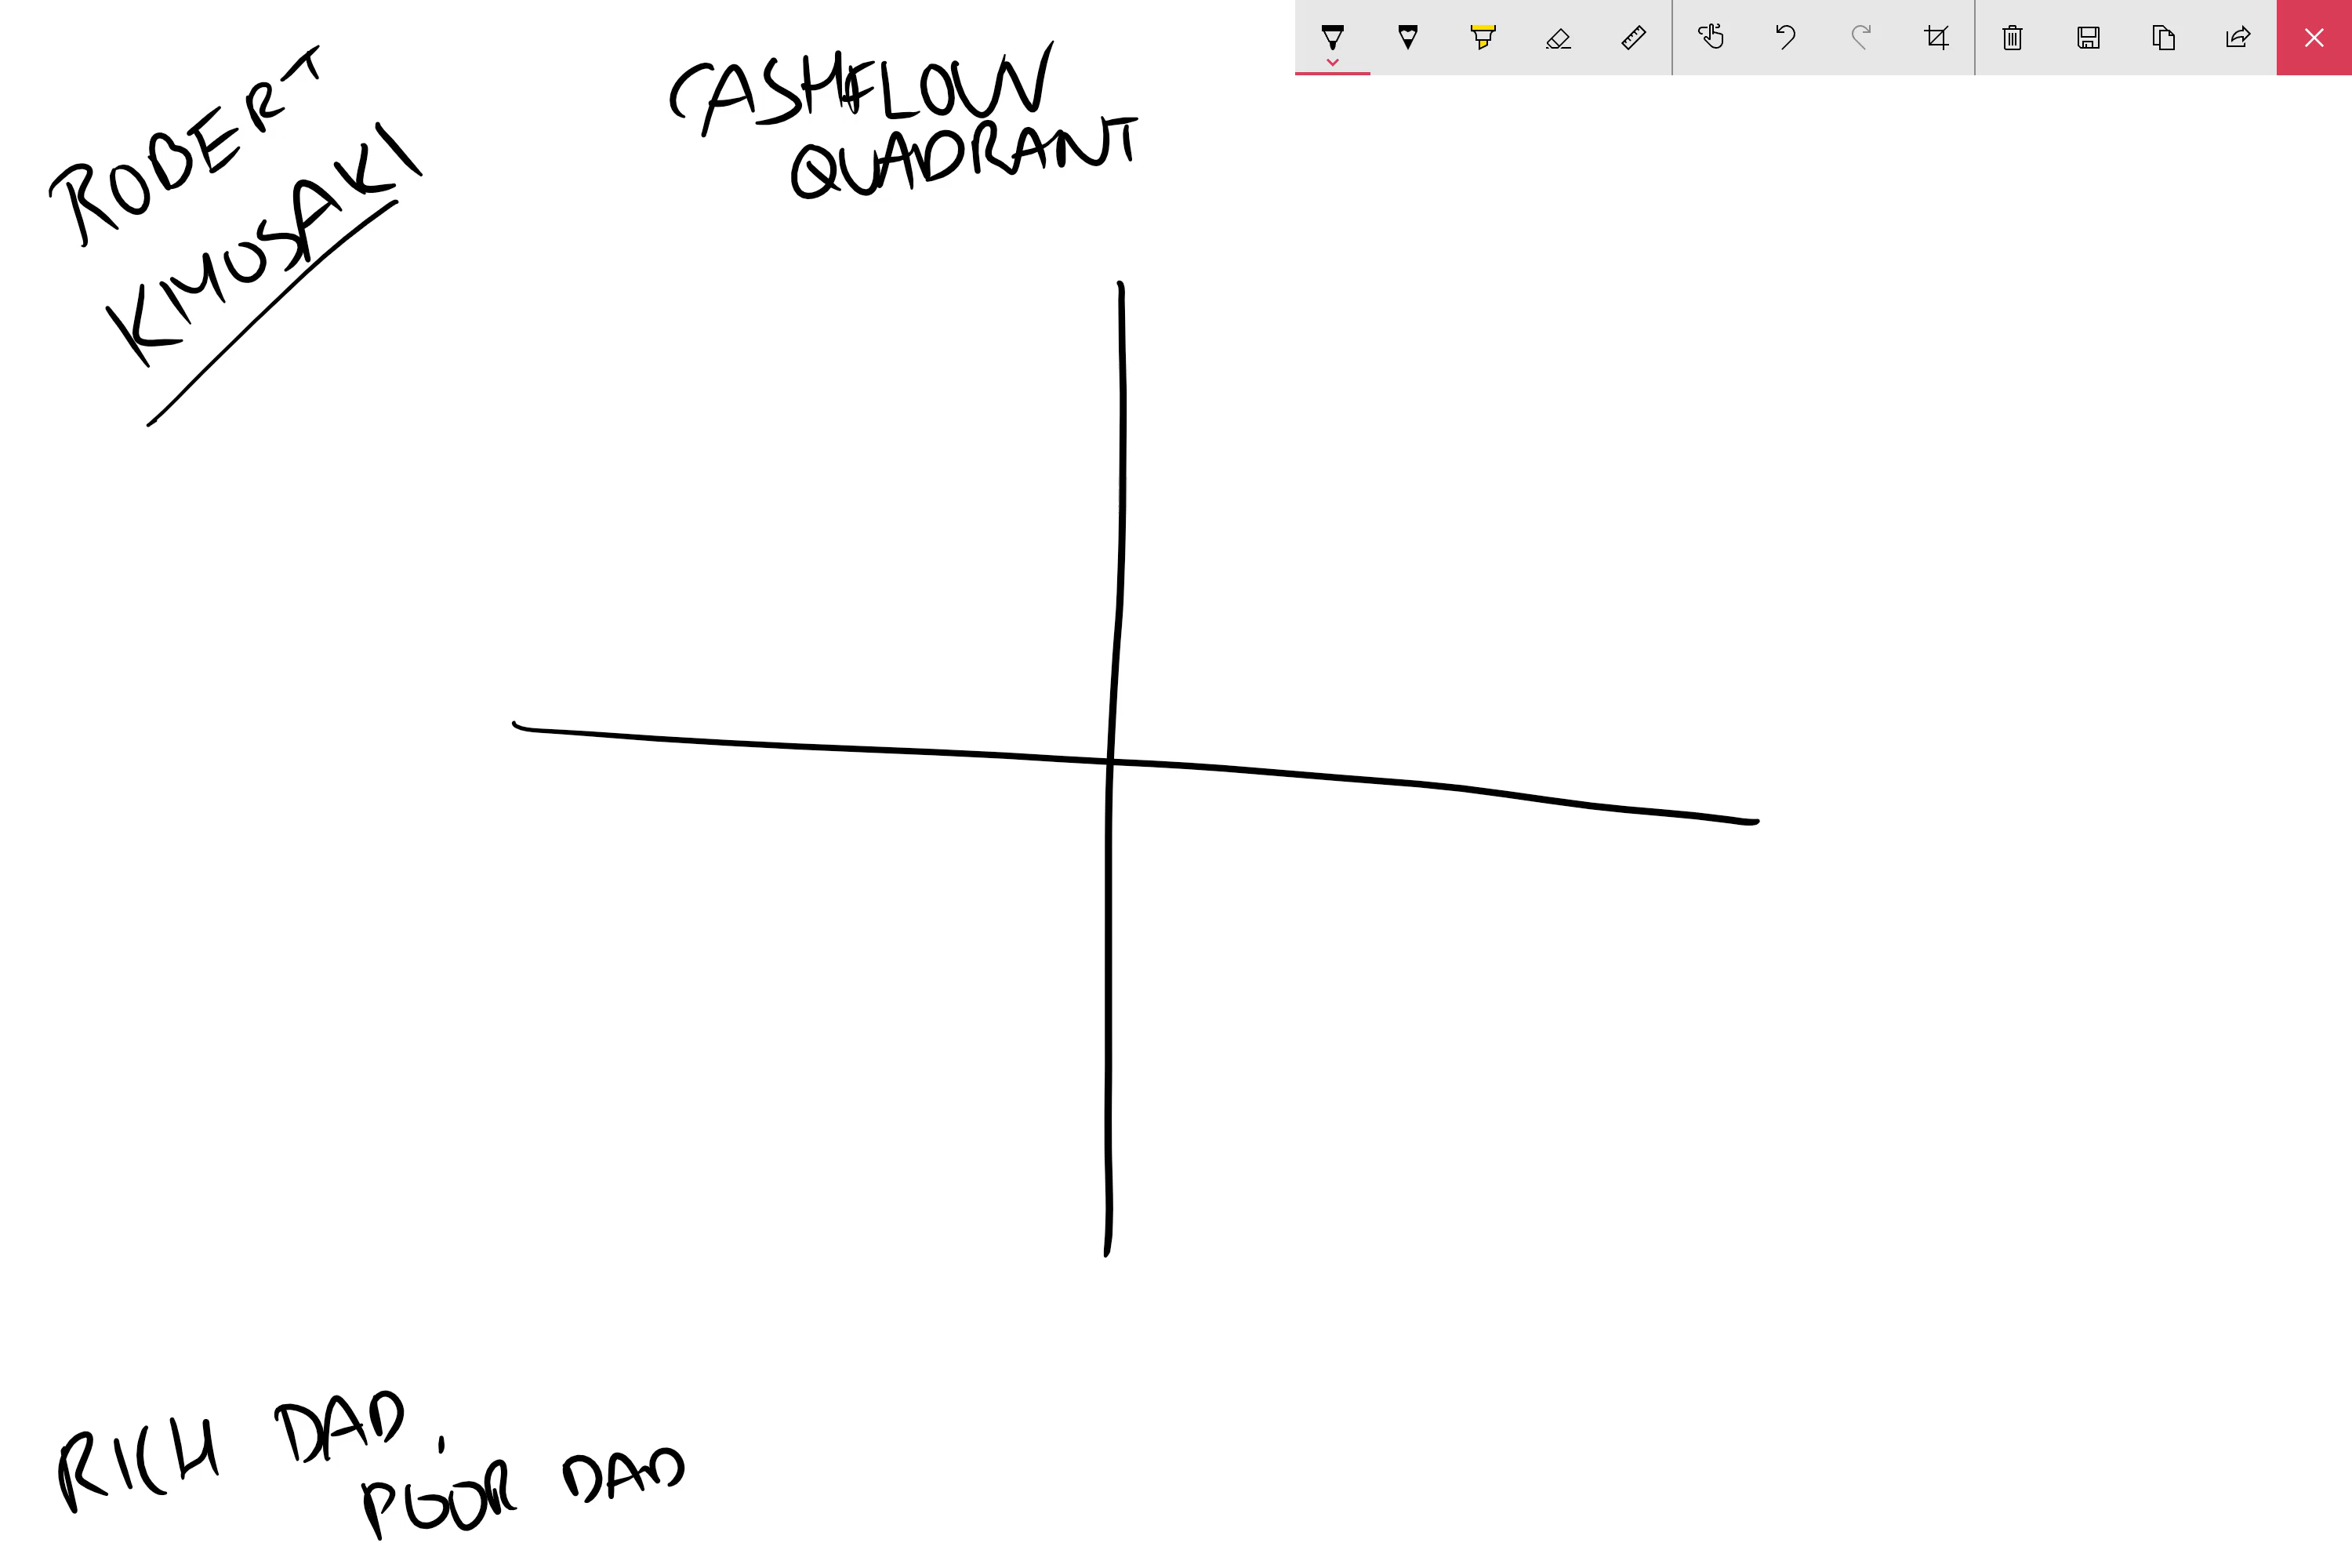 ROBERT
KIYOSAKI
CASHFLOW
QUADRANT
RICH DAD,
POOR DAD